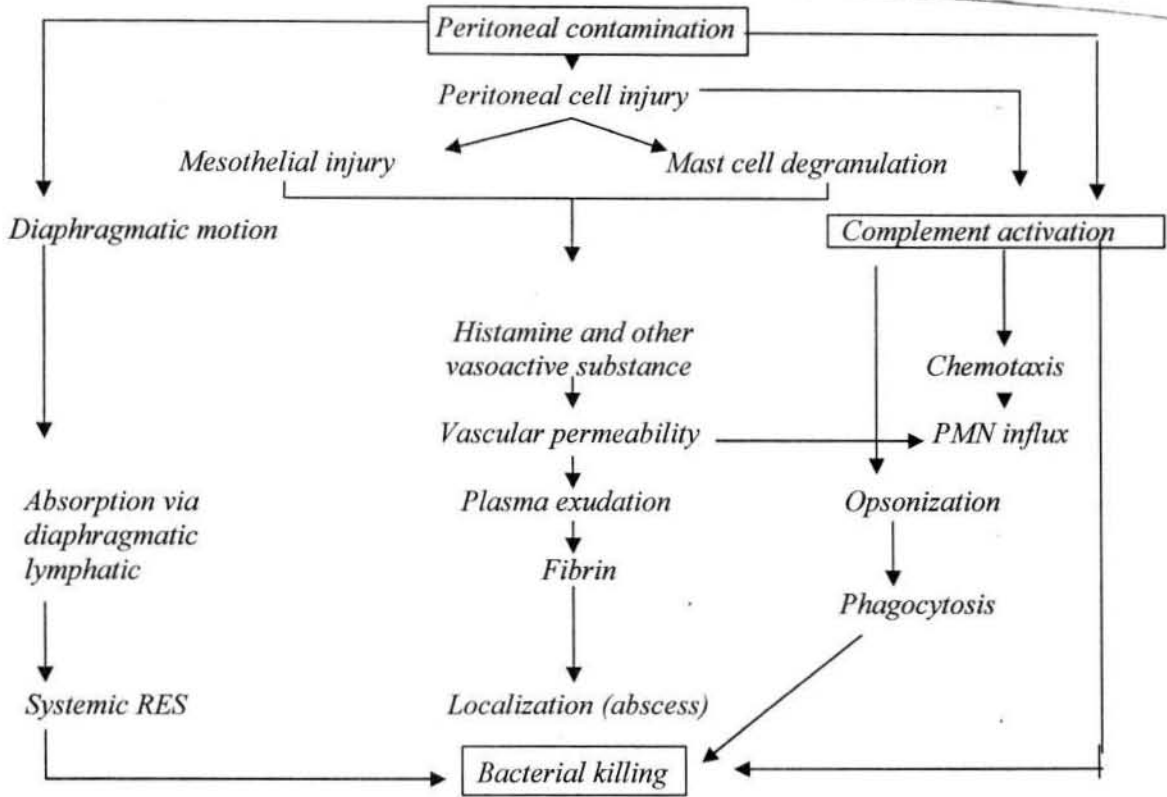 Peritoneal contamination
Peritoneal cell injury
Mesothelial injury
Mast cell degranulation
Diaphragmatic motion
Complement activation
Histamine and other
vasoactive substance
Chemotaxis
Vascular permeability
PMN influx
Absorption via
diaphragmatic
lymphatic
Plasma exudation
Opsonization
Fibrin
Phagocytosis
Systemic RES
Localization (abscess)
Bacterial killing